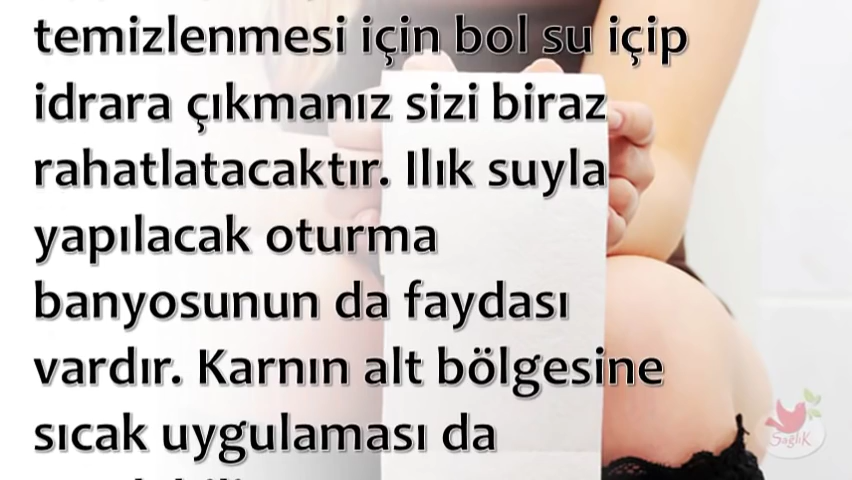 temizlenmesi için bol su içip
idrara çıkmanız sizi biraz
rahatlatacaktır. Ilık suyla
yapılacak oturma
banyosunun da faydası
vardır. Karnın alt bölgesine
sıcak uygulaması da
Sağlık